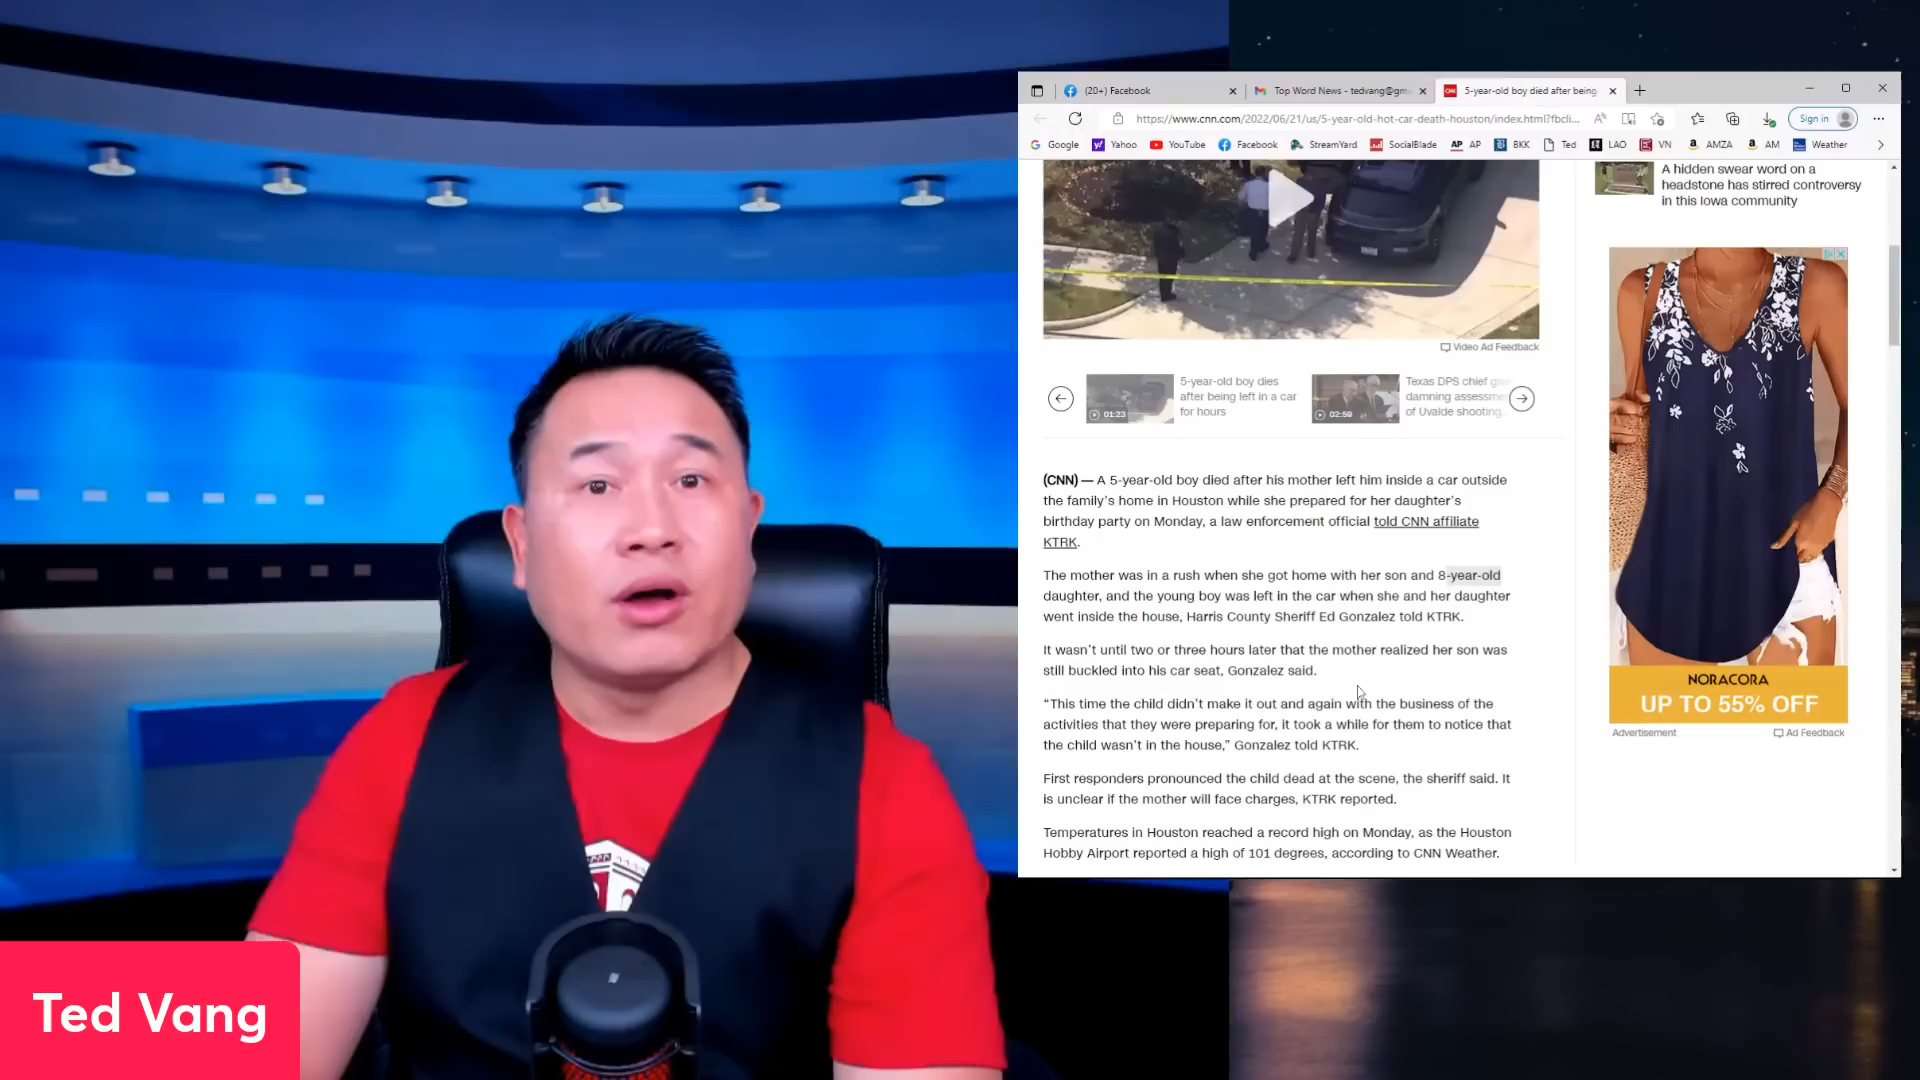 (20+) Facebook
Top Word News - tedvang@gm
5-year-old boy died after being
https://www.cnn.com/2022/06/21/us/5-year-old-hot-car-death-houston/index.html?fbcli...
Sign in
Google
Yahoo
YouTube
Facebook
StreamYard
SocialBlade
AP AP
BKK
Ted
LAO
VN
AMZA
AM
Weather
A hidden swear word on a
headstone has stirred controversy
in this Iowa community
Video Ad Feedback
01:23
5-year-old boy dies
after being left in a car
for hours
02:59
Texas DPS chief
damning
of Uvalde shooting
(CNN) — A 5-year-old boy died after his mother left him inside a car outside
the family's home in Houston while she prepared for her daughter's
birthday party on Monday, a law enforcement official told CNN affiliate
KTRK.
The mother was in a rush when she got home with her son and 8-year-old
daughter, and the young boy was left in the car when she and her daughter
went inside the house, Harris County Sheriff Ed Gonzalez told KTRK.
It wasn't until two or three hours later that the mother realized her son was
still buckled into his car seat, Gonzalez said.
"This time the child didn't make it out and again with the business of the
activities that they were preparing for, it took a while for them to notice that
the child wasn't in the house," Gonzalez told KTRK.
First responders pronounced the child dead at the scene, the sheriff said. It
is unclear if the mother will face charges, KTRK reported.
Temperatures in Houston reached a record high on Monday, as the Houston
Hobby Airport reported a high of 101 degrees, according to CNN Weather.
NORACORA
UP TO 55% OFF
Advertisement
Ad Feedback
Ted Vang